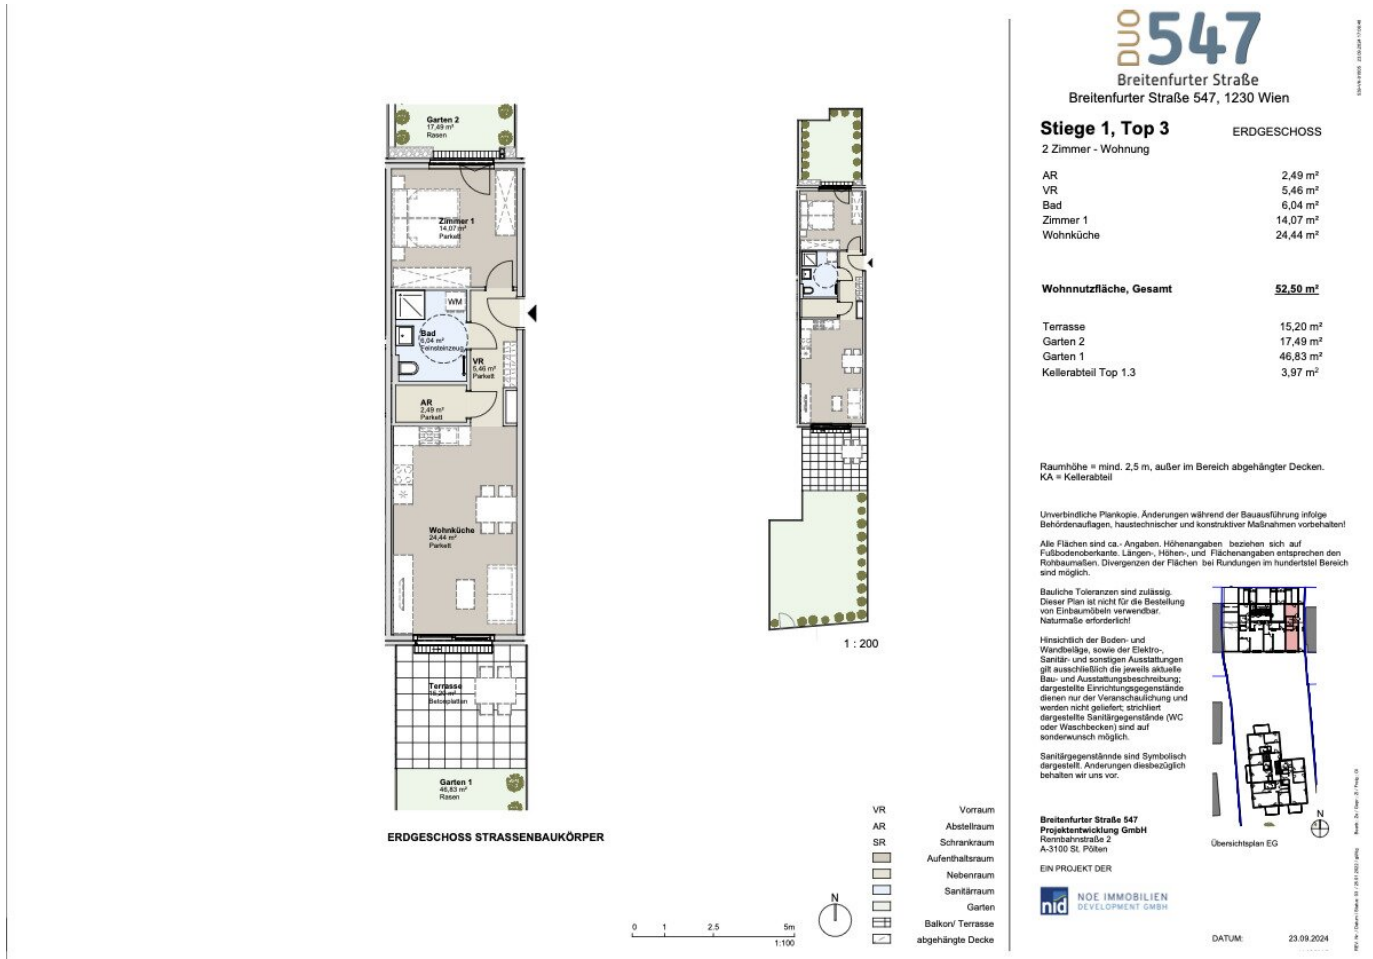 DUO 547
Breitenfurter Straße
Breitenfurter Straße 547, 1230 Wien
Stiege 1, Top 3 ERDGESCHOSS
2 Zimmer - Wohnung
AR 2,49 m²
VR 5,46 m²
Bad 6,04 m²
Zimmer 1 14,07 m²
Wohnküche 24,44 m²
Wohnnutzfläche, Gesamt 52,50 m²
Terrasse 15,20 m²
Garten 2 17,49 m²
Garten 1 46,83 m²
Kellerabteil Top 1.3 3,97 m²
Raumhöhe = mind. 2,5 m, außer im Bereich abgehängter Decken.
KA = Kellerabteil
Unverbindliche Plankopie. Änderungen während der Bauausführung infolge
Behördenauflagen, haustechnischer und konstruktiver Maßnahmen vorbehalten!
Alle Flächen sind ca.- Angaben. Höhenangaben beziehen sich auf
Fußbodenoberkante. Längen-, Höhen-, und Flächenangaben entsprechen den
Rohbaumaßen. Divergenzen der Flächen bei Rundungen im hundertstel Bereich
sind möglich.
Bauliche Toleranzen sind zulässig.
Dieser Plan ist nicht für die Bestellung
von Einbaumöbeln verwendbar.
Naturmaße erforderlich!
Hinsichtlich der Boden- und
Wandbeläge, sowie der Elektro-,
Sanitär- und sonstigen Ausstattungen
gilt ausschließlich die jeweils aktuelle
Bau- und Ausstattungsbeschreibung;
dargestellte Einrichtungsgegenstände
dienen nur der Veranschaulichung und
werden nicht geliefert; strichliert
dargestellte Sanitärgegenstände (WC
oder Waschbecken) sind auf
sonderwunsch möglich.
Sanitärgegenstännde sind Symbolisch
dargestellt. Änderungen diesbezüglich
behalten wir uns vor.
Breitenfurter Straße 547
Projektentwicklung GmbH
Rennbahnstraße 2
A-3100 St. Pölten
EIN PROJEKT DER
nid NOE IMMOBILIEN
DEVELOPMENT GMBH
N
Übersichtsplan EG
DATUM: 23.09.2024
Garten 2
17,49 m²
Rasen
Zimmer 1
14,07 m²
Parkett
WM
Bad
6,04 m²
Feinsteinzeug
VR
5,46 m²
Parkett
AR
2,49 m²
Parkett
Wohnküche
24,44 m²
Parkett
Terrasse
15,20 m²
Betonplatten
Garten 1
46,83 m²
Rasen
ERDGESCHOSS STRASSENBAUKÖRPER
1 : 200
VR Vorraum
AR Abstellraum
SR Schrankraum
Aufenthaltsraum
Nebenraum
Sanitärraum
Garten
Balkon/ Terrasse
abgehängte Decke
N
0 1 2.5 5m
1:100